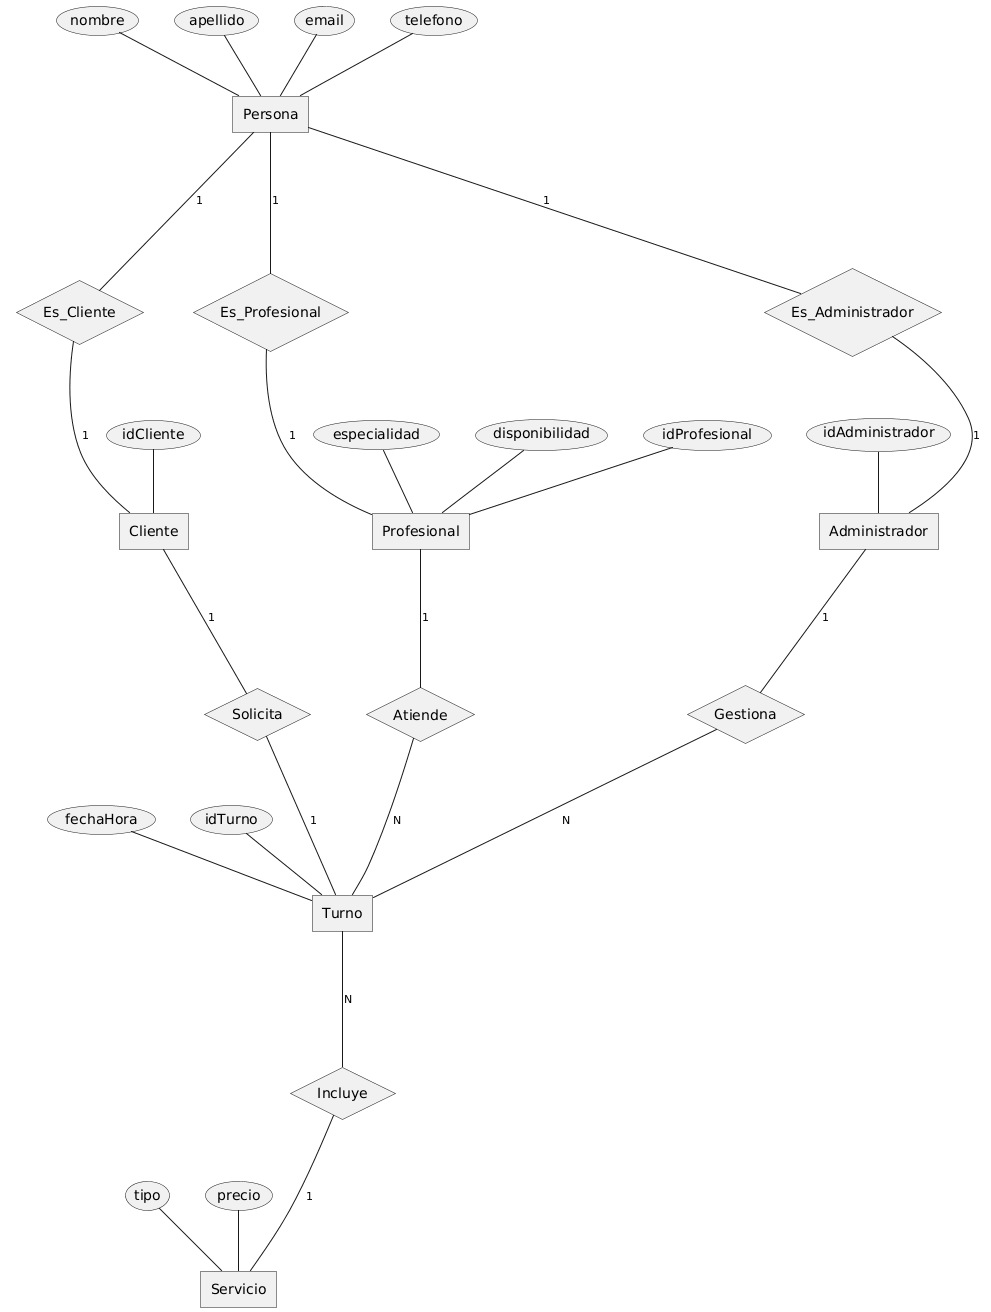 nombre
apellido
email
telefono
Persona
1
1
1
Es_Cliente
Es_Profesional
Es_Administrador
1
idCliente
1
especialidad
disponibilidad
idProfesional
idAdministrador
1
Cliente
Profesional
Administrador
1
1
1
Solicita
Atiende
Gestiona
fechaHora
idTurno
1
N
N
Turno
N
Incluye
tipo
precio
1
Servicio